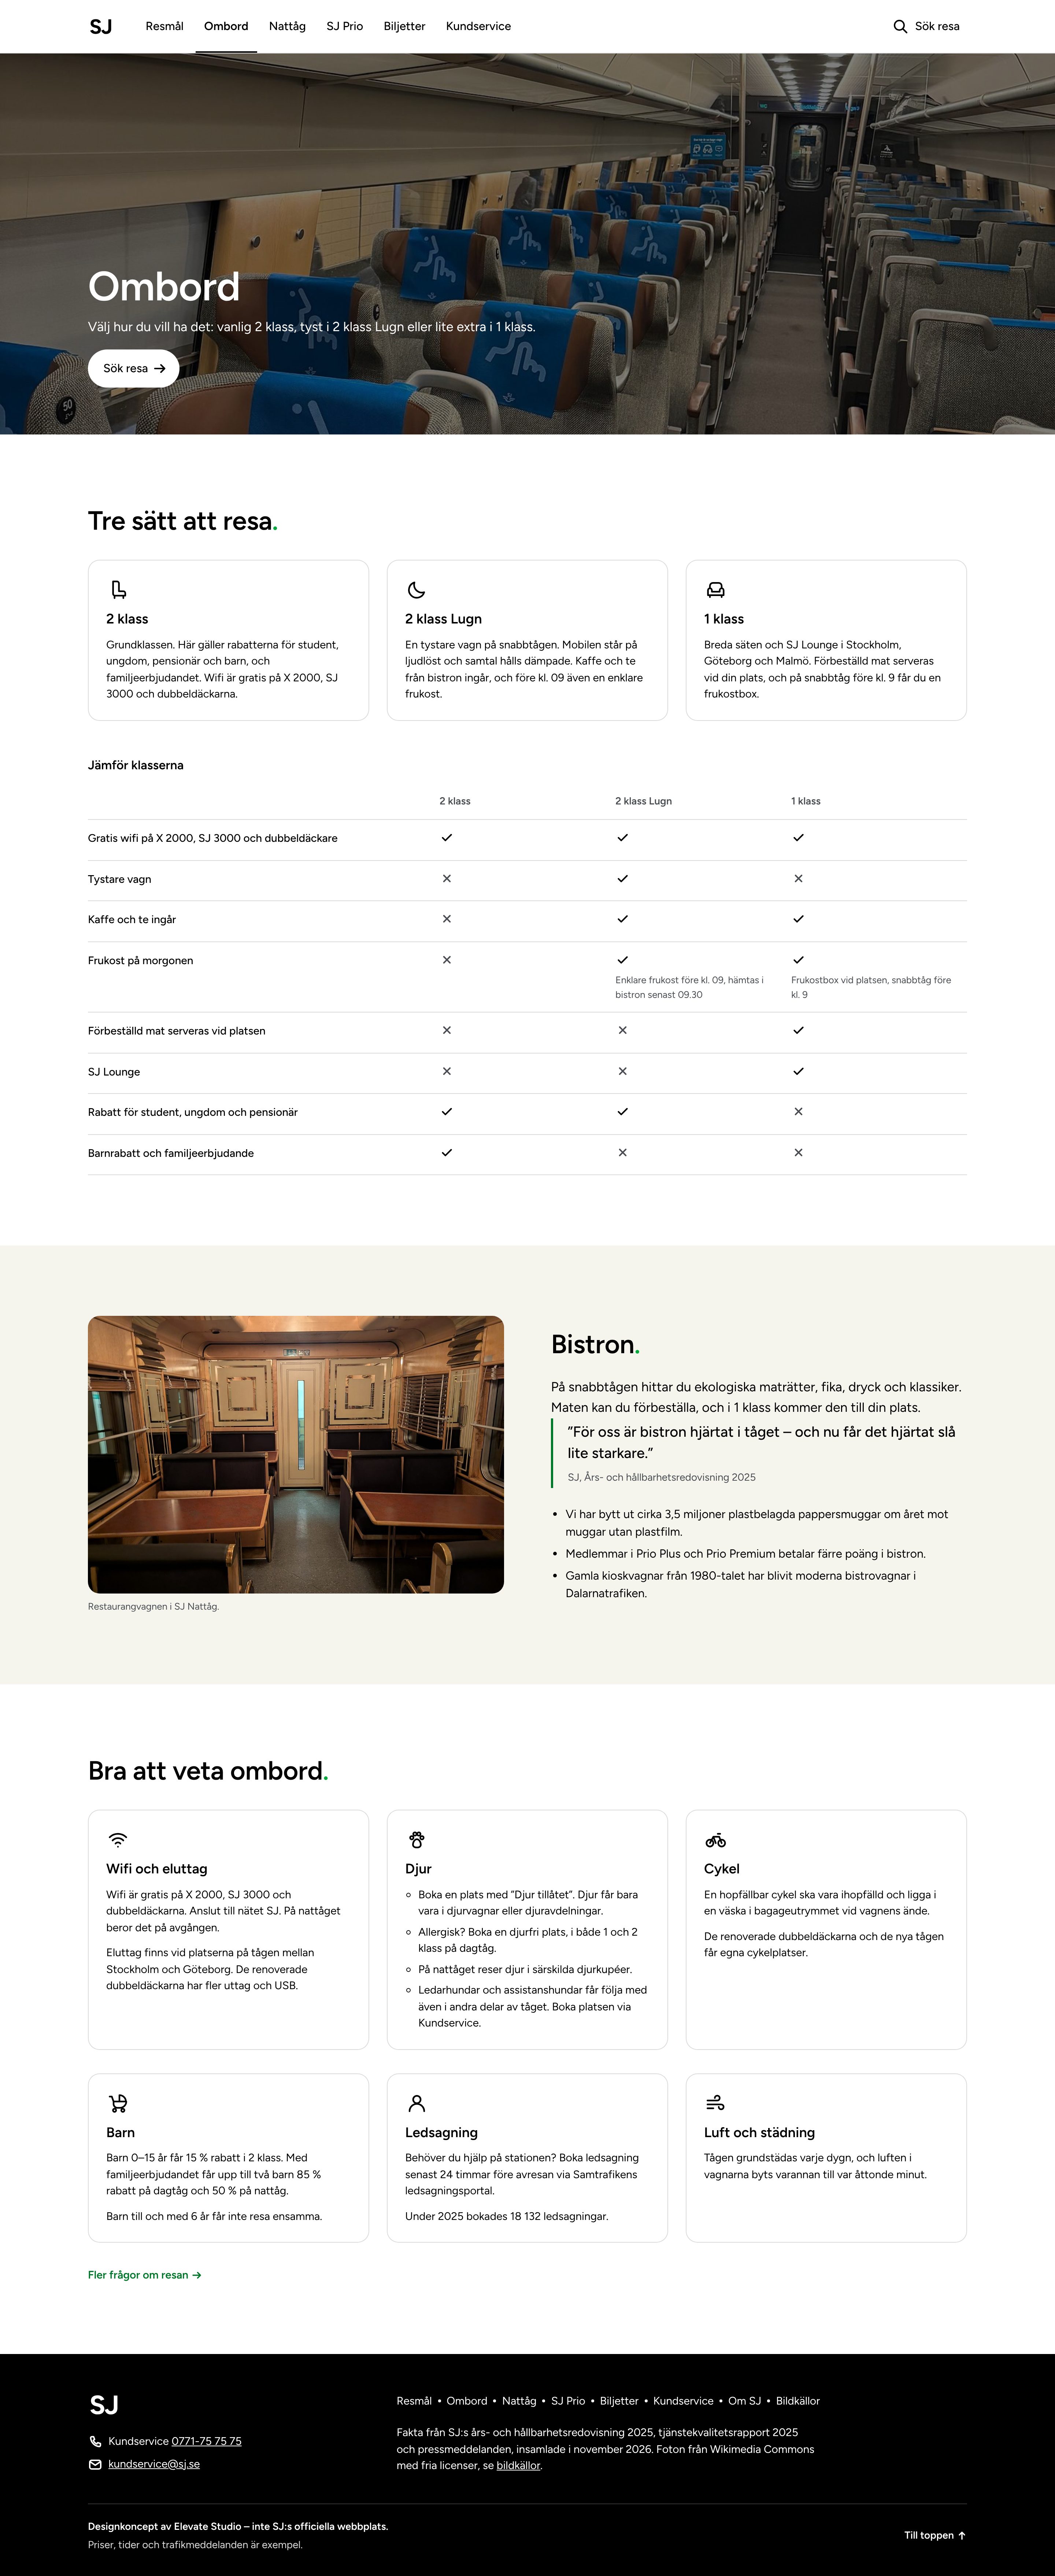 SJ Resmål Ombord Nattåg SJ Prio Biljetter Kundservice Sök resa
Ombord
Välj hur du vill ha det: vanlig 2 klass, tyst i 2 klass Lugn eller lite extra i 1 klass.
Sök resa →
50
Tre sätt att resa.
2 klass
Grundklassen. Här gäller rabatterna för student,
ungdom, pensionär och barn, och
familjeerbjudandet. Wifi är gratis på X 2000, SJ
3000 och dubbeldäckarna.
2 klass Lugn
En tystare vagn på snabbtågen. Mobilen står på
ljudlöst och samtal hålls dämpade. Kaffe och te
från bistron ingår, och före kl. 09 även en enklare
frukost.
1 klass
Breda säten och SJ Lounge i Stockholm,
Göteborg och Malmö. Förbeställd mat serveras
vid din plats, och på snabbtåg före kl. 9 får du en
frukostbox.
Jämför klasserna
2 klass 2 klass Lugn 1 klass
Gratis wifi på X 2000, SJ 3000 och dubbeldäckare
Tystare vagn
Kaffe och te ingår
Frukost på morgonen
Enklare frukost före kl. 09, hämtas i
bistron senast 09.30
Frukostbox vid platsen, snabbtåg före
kl. 9
Förbeställd mat serveras vid platsen
SJ Lounge
Rabatt för student, ungdom och pensionär
Barnrabatt och familjeerbjudande
Bistron.
På snabbtågen hittar du ekologiska maträtter, fika, dryck och klassiker.
Maten kan du förbeställa, och i 1 klass kommer den till din plats.
”För oss är bistron hjärtat i tåget – och nu får det hjärtat slå
lite starkare.”
SJ, Års- och hållbarhetsredovisning 2025
• Vi har bytt ut cirka 3,5 miljoner plastbelagda pappersmuggar om året mot
muggar utan plastfilm.
• Medlemmar i Prio Plus och Prio Premium betalar färre poäng i bistron.
• Gamla kioskvagnar från 1980-talet har blivit moderna bistrovagnar i
Dalarnatrafiken.
Restaurangvagnen i SJ Nattåg.
Bra att veta ombord.
Wifi och eluttag
Wifi är gratis på X 2000, SJ 3000 och
dubbeldäckarna. Anslut till nätet SJ. På nattåget
beror det på avgången.
Eluttag finns vid platserna på tågen mellan
Stockholm och Göteborg. De renoverade
dubbeldäckarna har fler uttag och USB.
Djur
Boka en plats med ”Djur tillåtet”. Djur får bara
vara i djurvagnar eller djuravdelningar.
Allergisk? Boka en djurfri plats, i både 1 och 2
klass på dagtåg.
På nattåget reser djur i särskilda djurkupéer.
Ledarhundar och assistanshundar får följa med
även i andra delar av tåget. Boka platsen via
Kundservice.
Cykel
En hopfällbar cykel ska vara ihopfälld och ligga i
en väska i bagageutrymmet vid vagnens ände.
De renoverade dubbeldäckarna och de nya tågen
får egna cykelplatser.
Barn
Barn 0–15 år får 15 % rabatt i 2 klass. Med
familjeerbjudandet får upp till två barn 85 %
rabatt på dagtåg och 50 % på nattåg.
Barn till och med 6 år får inte resa ensamma.
Ledsagning
Behöver du hjälp på stationen? Boka ledsagning
senast 24 timmar före avresan via Samtrafikens
ledsagningsportal.
Under 2025 bokades 18 132 ledsagningar.
Luft och städning
Tågen grundstädas varje dygn, och luften i
vagnarna byts varannan till var åttonde minut.
Fler frågor om resan →
SJ
Kundservice 0771-75 75 75
kundservice@sj.se
Resmål • Ombord • Nattåg • SJ Prio • Biljetter • Kundservice • Om SJ • Bildkällor
Fakta från SJ:s års- och hållbarhetsredovisning 2025, tjänstekvalitetsrapport 2025
och pressmeddelanden, insamlade i november 2026. Foton från Wikimedia Commons
med fria licenser, se bildkällor.
Designkoncept av Elevate Studio – inte SJ:s officiella webbplats.
Priser, tider och trafikmeddelanden är exempel.
Till toppen ↑